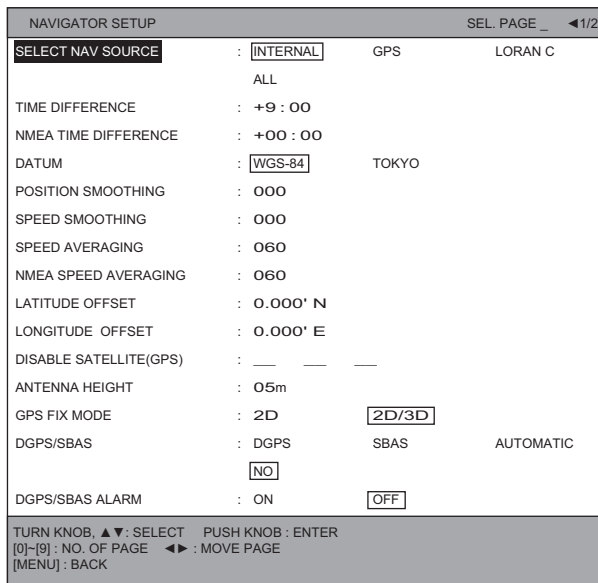 NAVIGATOR SETUP SEL. PAGE _ ◄1/2
SELECT NAV SOURCE : INTERNAL GPS LORAN C
ALL
TIME DIFFERENCE : +9 : 00
NMEA TIME DIFFERENCE : +00 : 00
DATUM : WGS-84 TOKYO
POSITION SMOOTHING : 000
SPEED SMOOTHING : 000
SPEED AVERAGING : 060
NMEA SPEED AVERAGING : 060
LATITUDE OFFSET : 0.000' N
LONGITUDE OFFSET : 0.000' E
DISABLE SATELLITE(GPS) : __ __ __
ANTENNA HEIGHT : 05m
GPS FIX MODE : 2D 2D/3D
DGPS/SBAS : DGPS SBAS AUTOMATIC
NO
DGPS/SBAS ALARM : ON OFF
TURN KNOB, ▲▼: SELECT PUSH KNOB : ENTER
[0]~[9] : NO. OF PAGE ◄► : MOVE PAGE
[MENU] : BACK